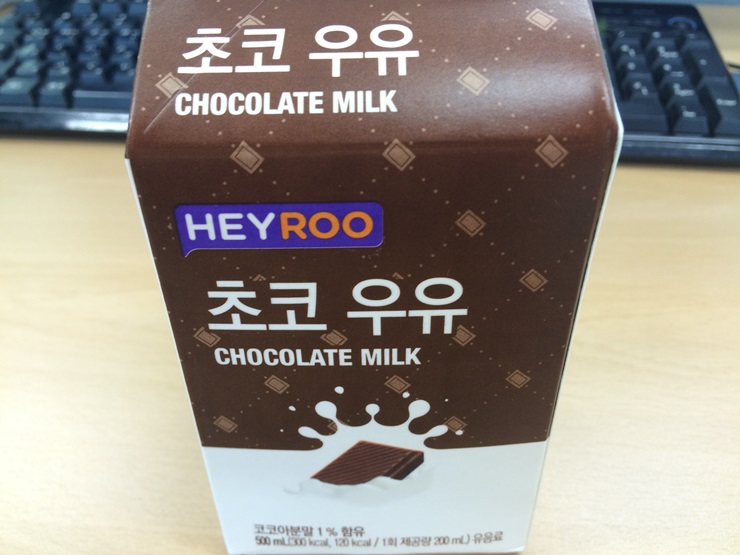 초코 우유
CHOCOLATE MILK
HEYROO
초코 우유
CHOCOLATE MILK
코코아분말 1% 함유
500 mL(300 kcal, 120 kcal / 1회 제공량 200 mL) 유음료